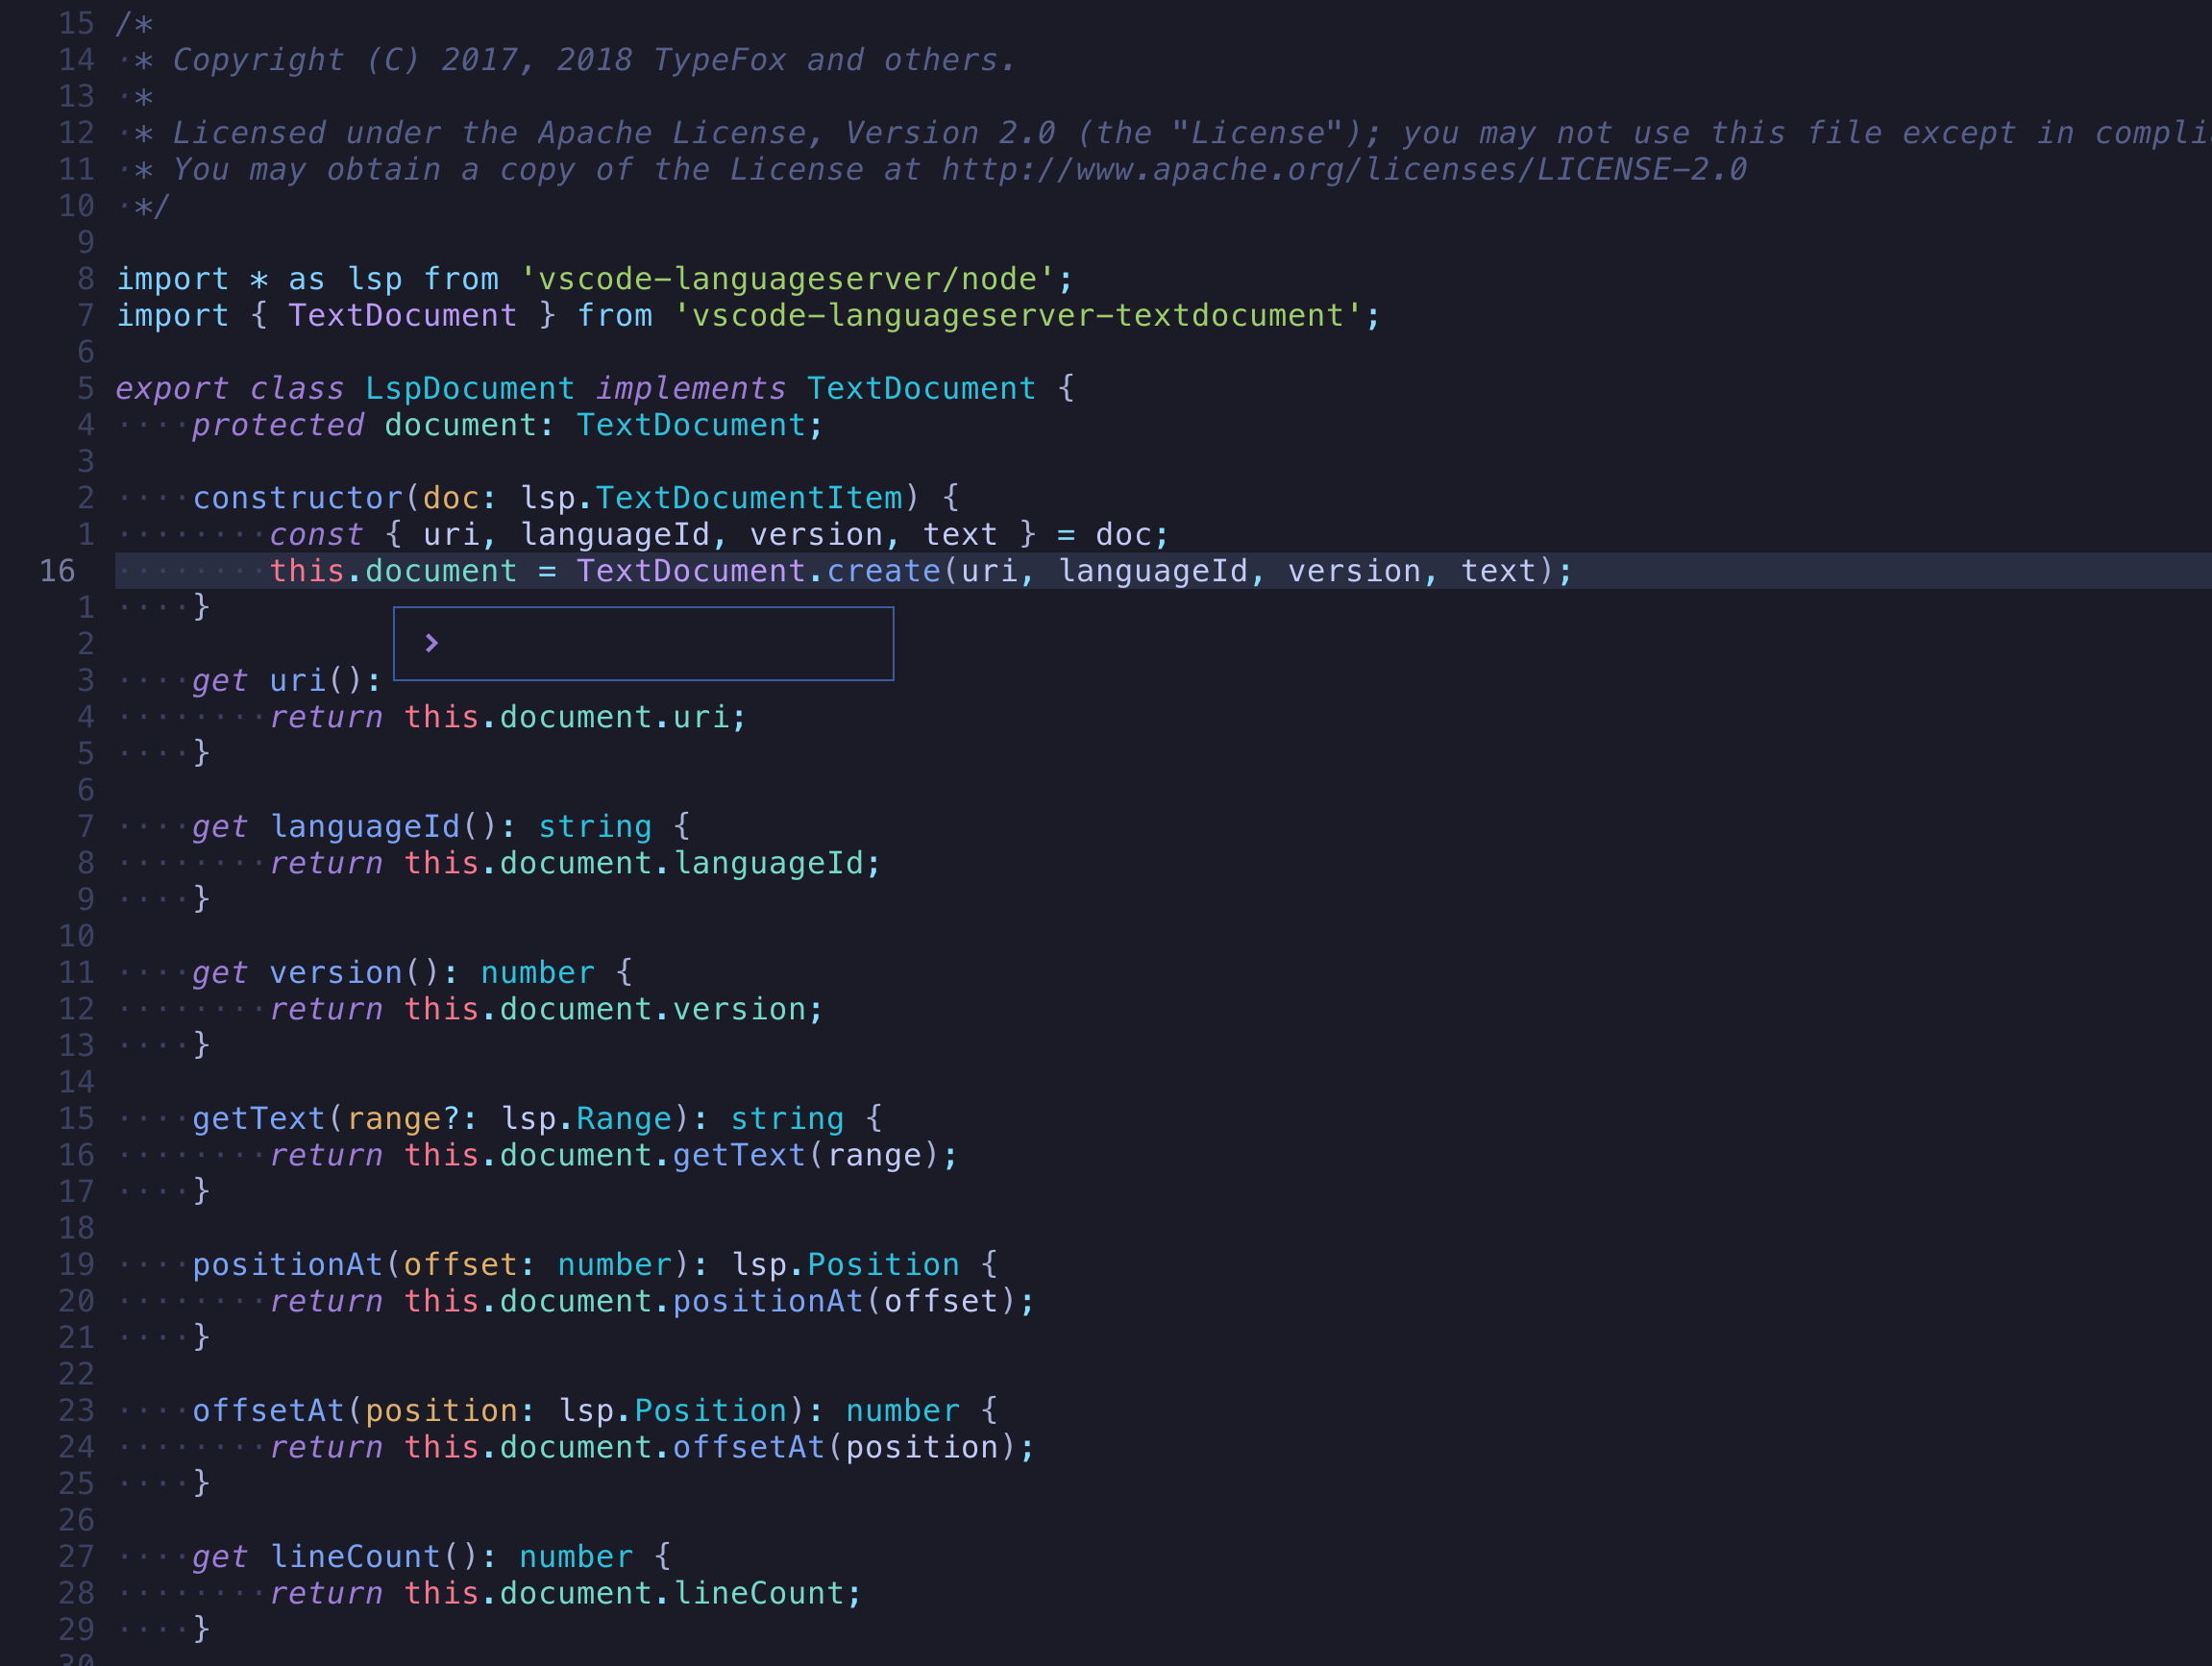 15 /*
14 · * Copyright (C) 2017, 2018 TypeFox and others.
13 · *
12 · * Licensed under the Apache License, Version 2.0 (the "License"); you may not use this file except in compli
11 · * You may obtain a copy of the License at http://www.apache.org/licenses/LICENSE-2.0
10 · */
9
8 import * as lsp from 'vscode-languageserver/node';
7 import { TextDocument } from 'vscode-languageserver-textdocument';
6
5 export class LspDocument implements TextDocument {
4 ····protected document: TextDocument;
3
2 ····constructor(doc: lsp.TextDocumentItem) {
1 ········const { uri, languageId, version, text } = doc;
16 ········this.document = TextDocument.create(uri, languageId, version, text);
1 ····}
2 >
3 ····get uri():
4 ········return this.document.uri;
5 ····}
6
7 ····get languageId(): string {
8 ········return this.document.languageId;
9 ····}
10
11 ····get version(): number {
12 ········return this.document.version;
13 ····}
14
15 ····getText(range?: lsp.Range): string {
16 ········return this.document.getText(range);
17 ····}
18
19 ····positionAt(offset: number): lsp.Position {
20 ········return this.document.positionAt(offset);
21 ····}
22
23 ····offsetAt(position: lsp.Position): number {
24 ········return this.document.offsetAt(position);
25 ····}
26
27 ····get lineCount(): number {
28 ········return this.document.lineCount;
29 ····}
30